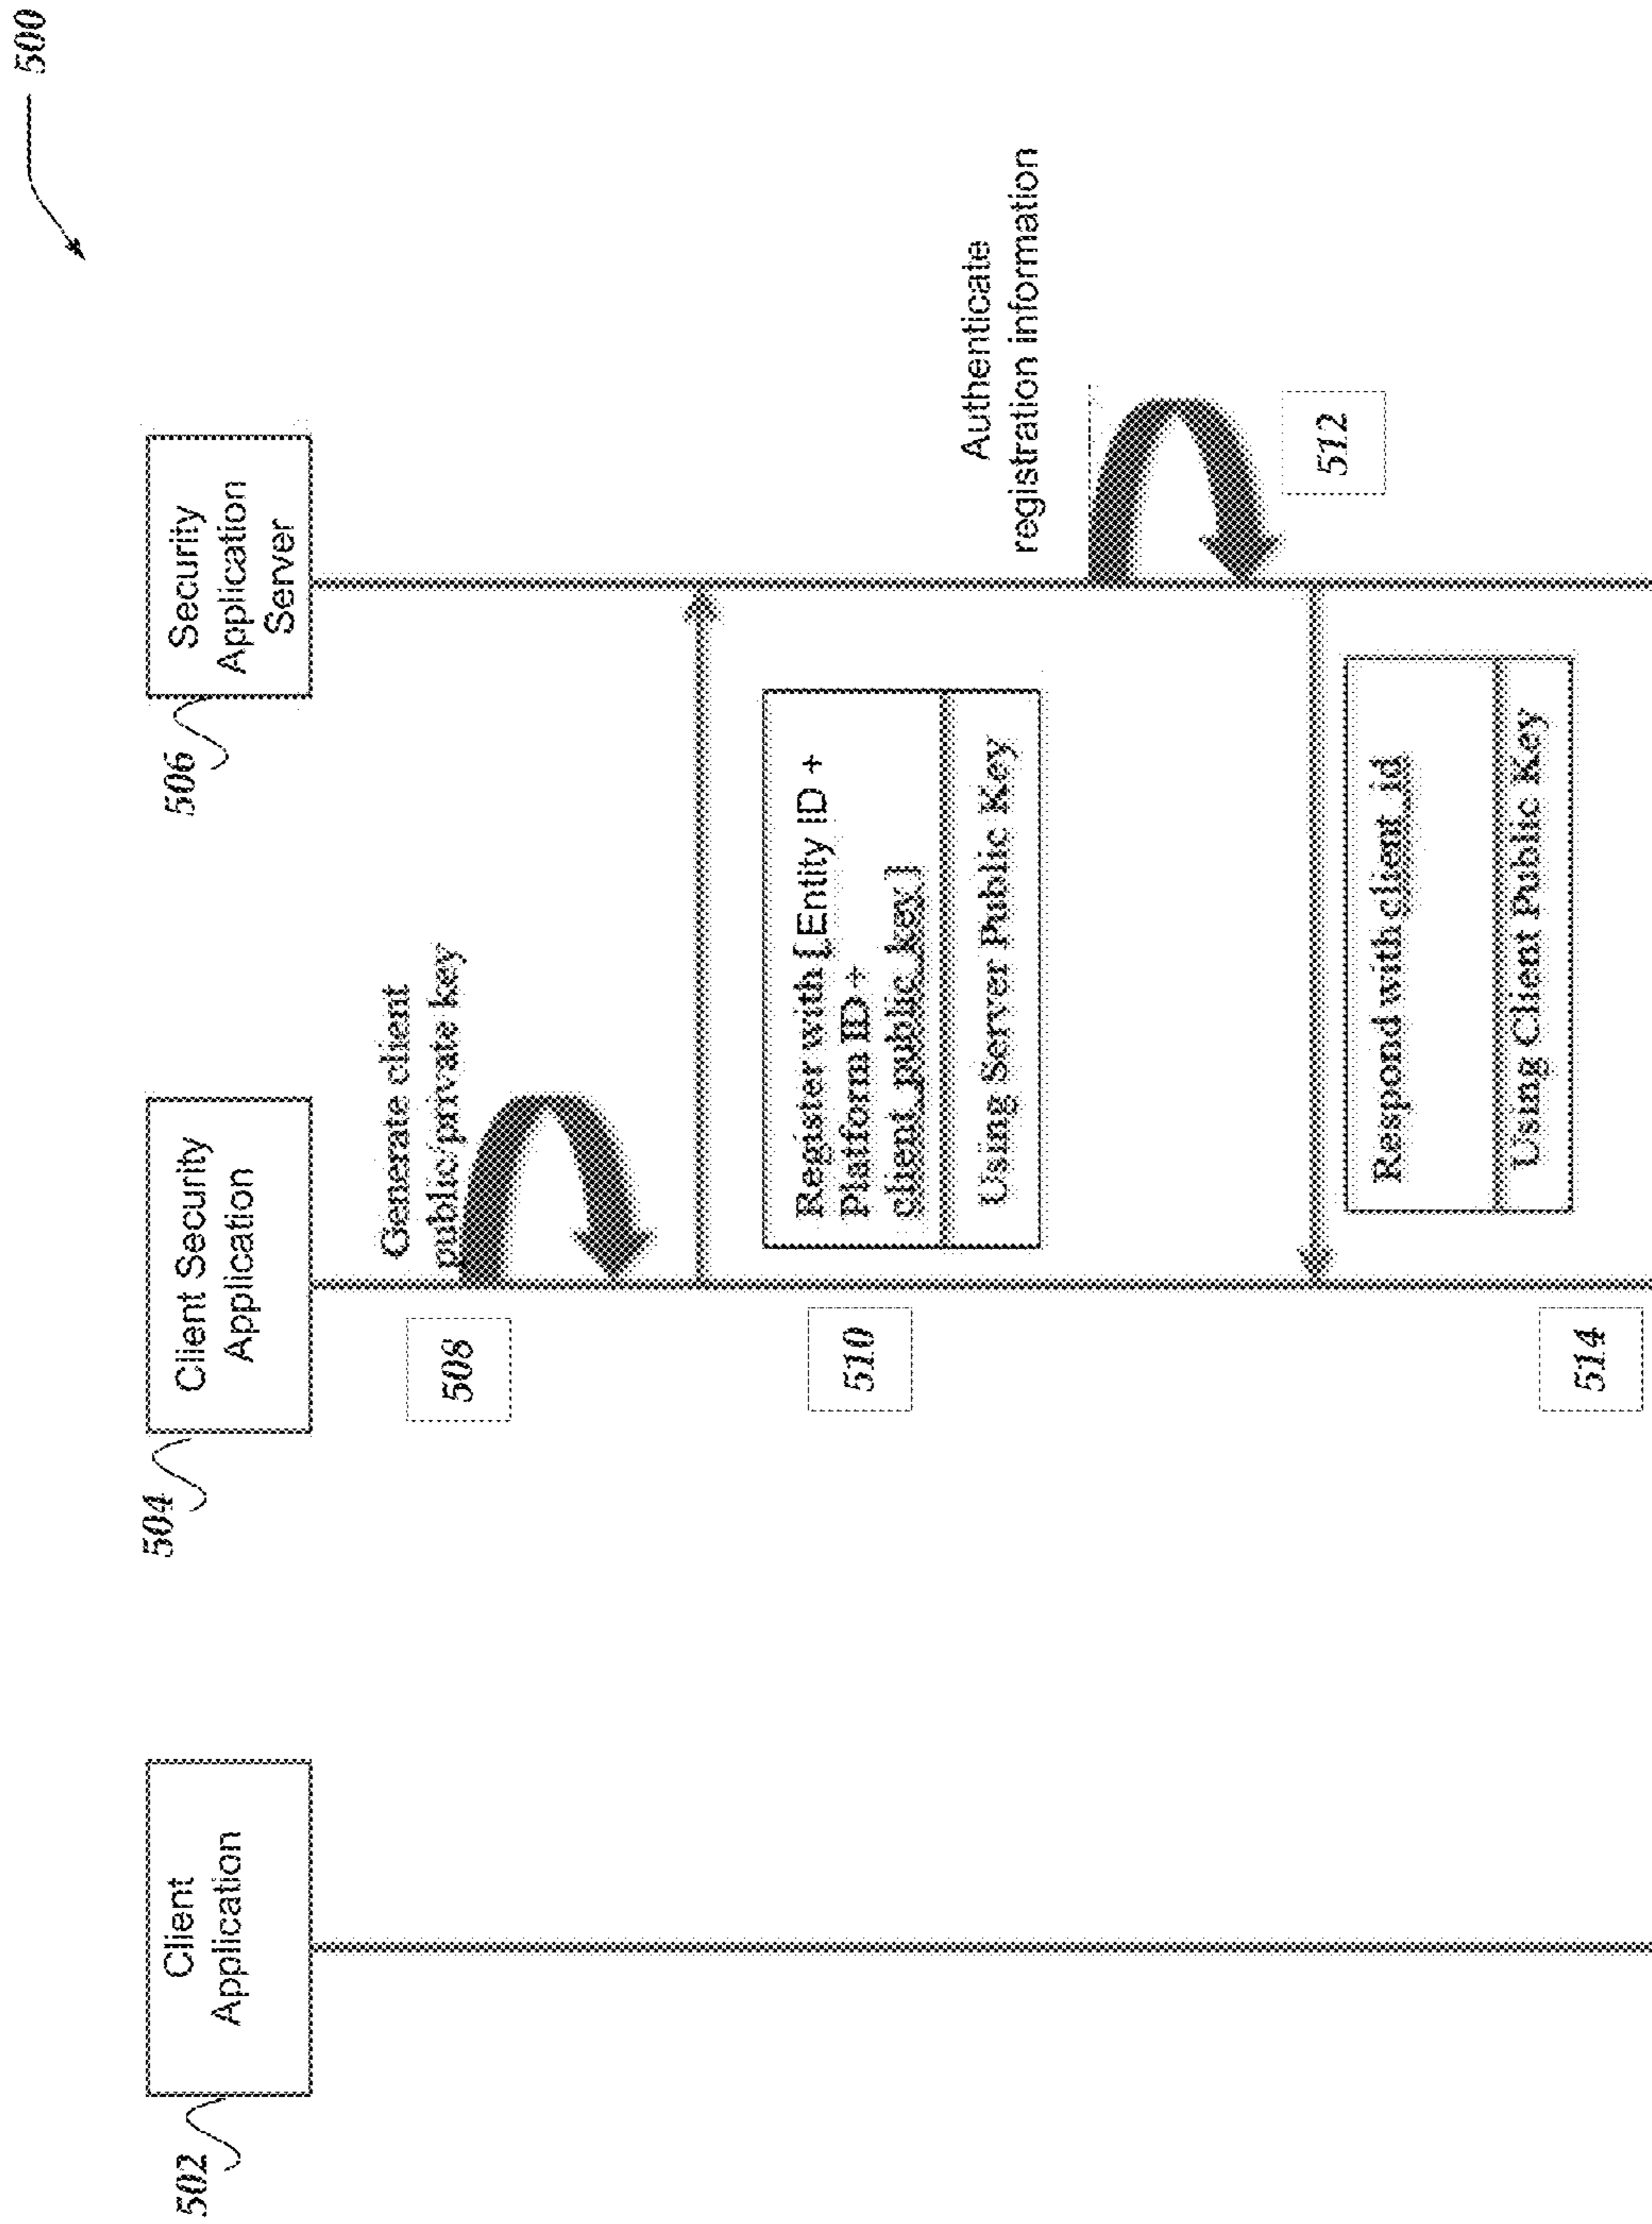 500
502
Client
Application
504
Client Security
Application
506
Security
Application
Server
Generate client
public/private key
508
Register with [Entity ID +
Platform ID +
client_public_key ]
Using Server Public Key
510
Authenticate
registration information
512
Respond with client_id
Using Client Public Key
514